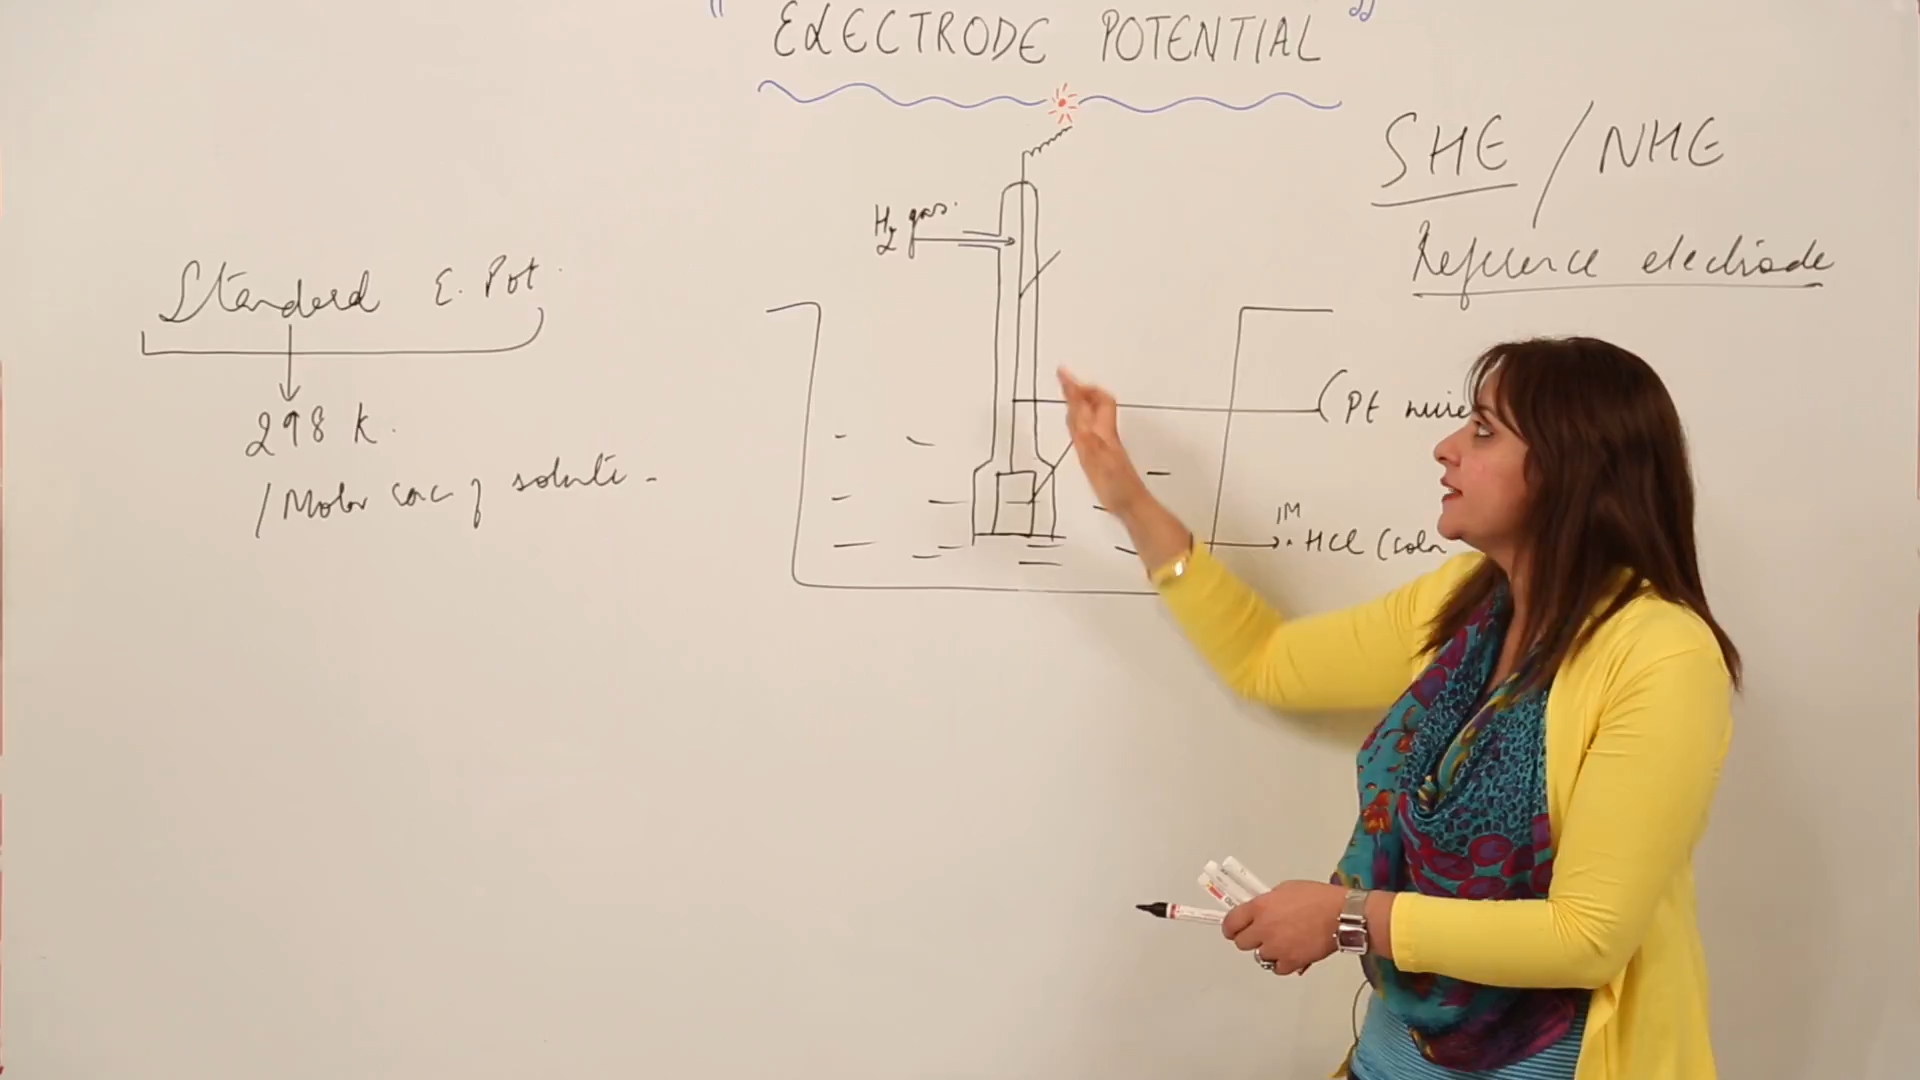 " ELECTRODE POTENTIAL "
SHE / NHE
Reference electrode
H2 gas.
Standard E. Pot.
298 K.
1 Molar conc of soluti
(Pt wire
1M
HCl (soln